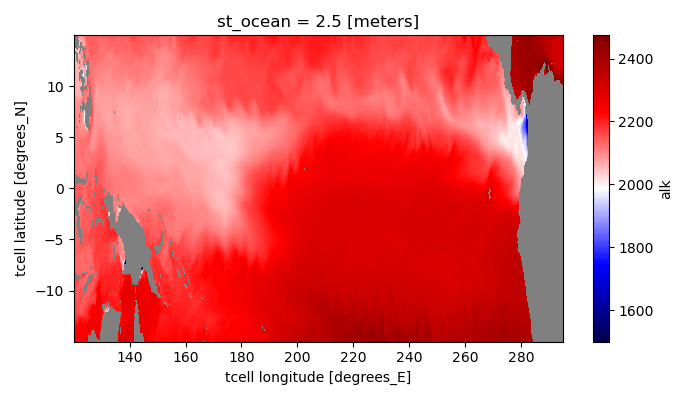 st_ocean = 2.5 [meters]
10
5
0
−5
−10
tcell latitude [degrees_N]
140 160 180 200 220 240 260 280
tcell longitude [degrees_E]
2400
2200
2000
1800
1600
alk